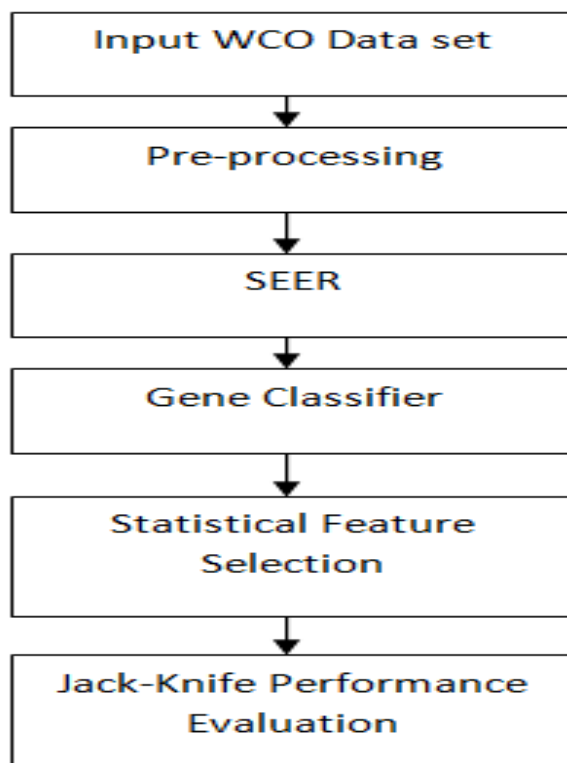 Input WCO Data set
Pre-processing
SEER
Gene Classifier
Statistical Feature
Selection
Jack-Knife Performance
Evaluation